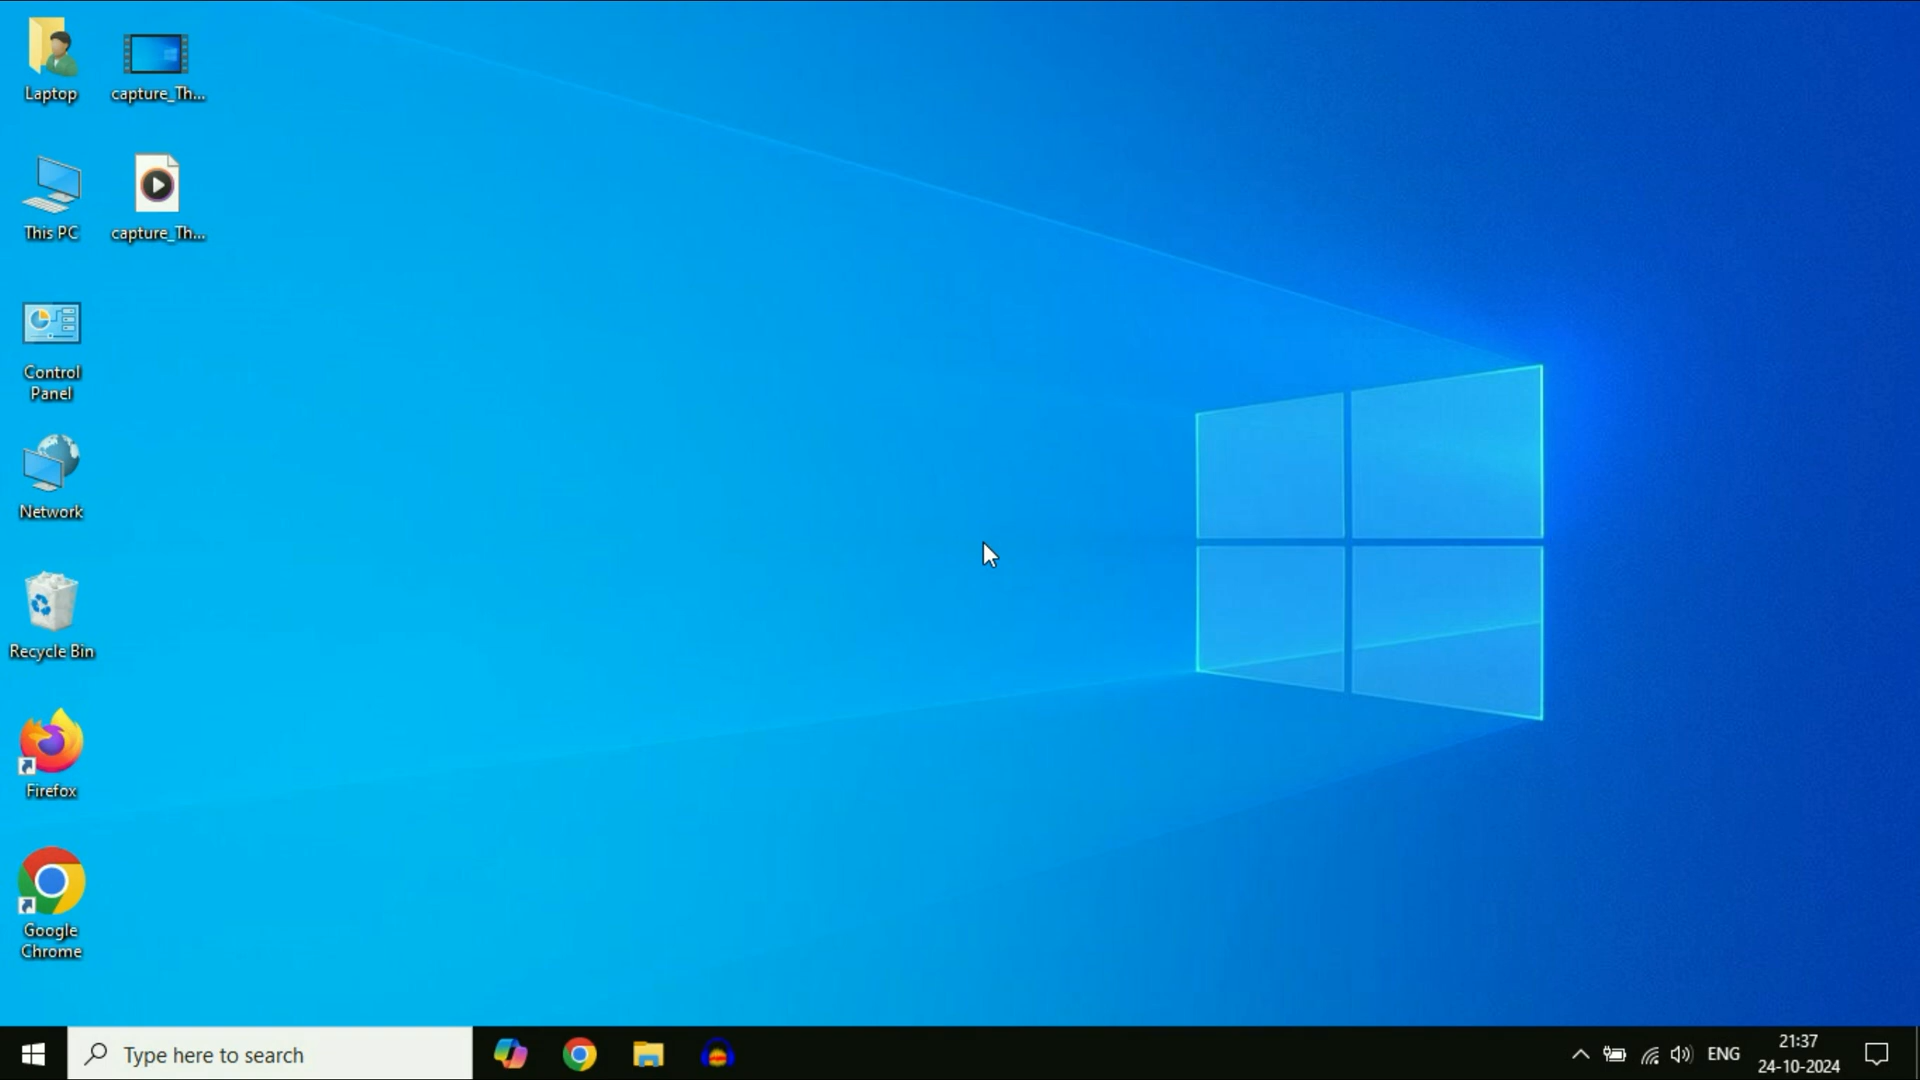 Laptop
capture_Th...
This PC
capture_Th...
Control
Panel
Network
Recycle Bin
Firefox
Google
Chrome
Type here to search
ENG
21:37
24-10-2024